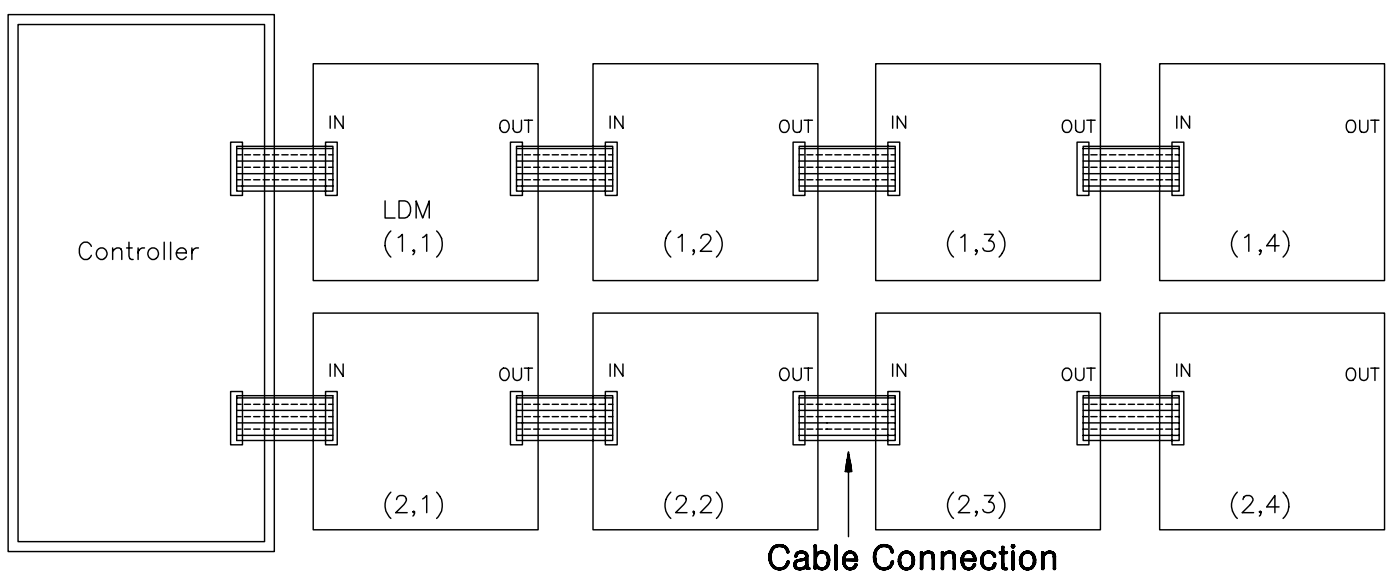 IN OUT IN OUT IN OUT IN OUT
LDM
Controller (1,1) (1,2) (1,3) (1,4)
IN OUT IN OUT IN OUT IN OUT
(2,1) (2,2) (2,3) (2,4)
Cable Connection